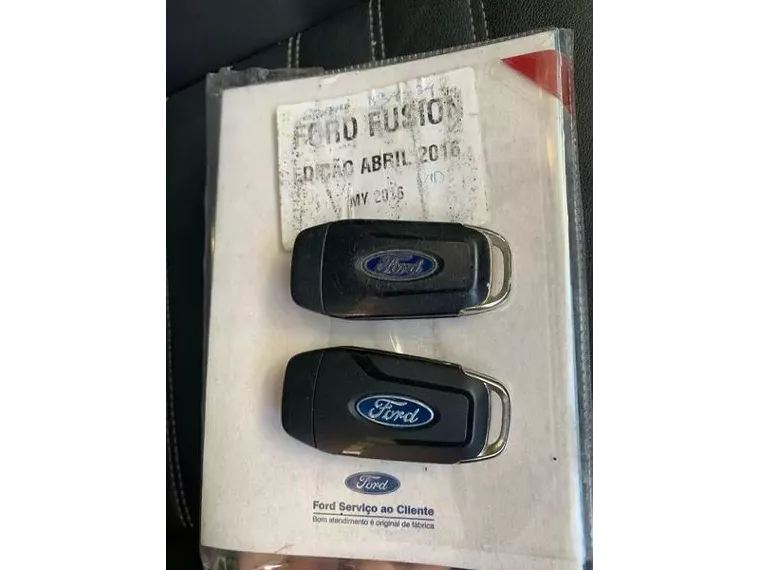 FORD FUSION
EDIÇÃO ABRIL 2016
MY 2016
Ford
Ford
Ford
Ford Serviço ao Cliente
Bom atendimento é original de fábrica